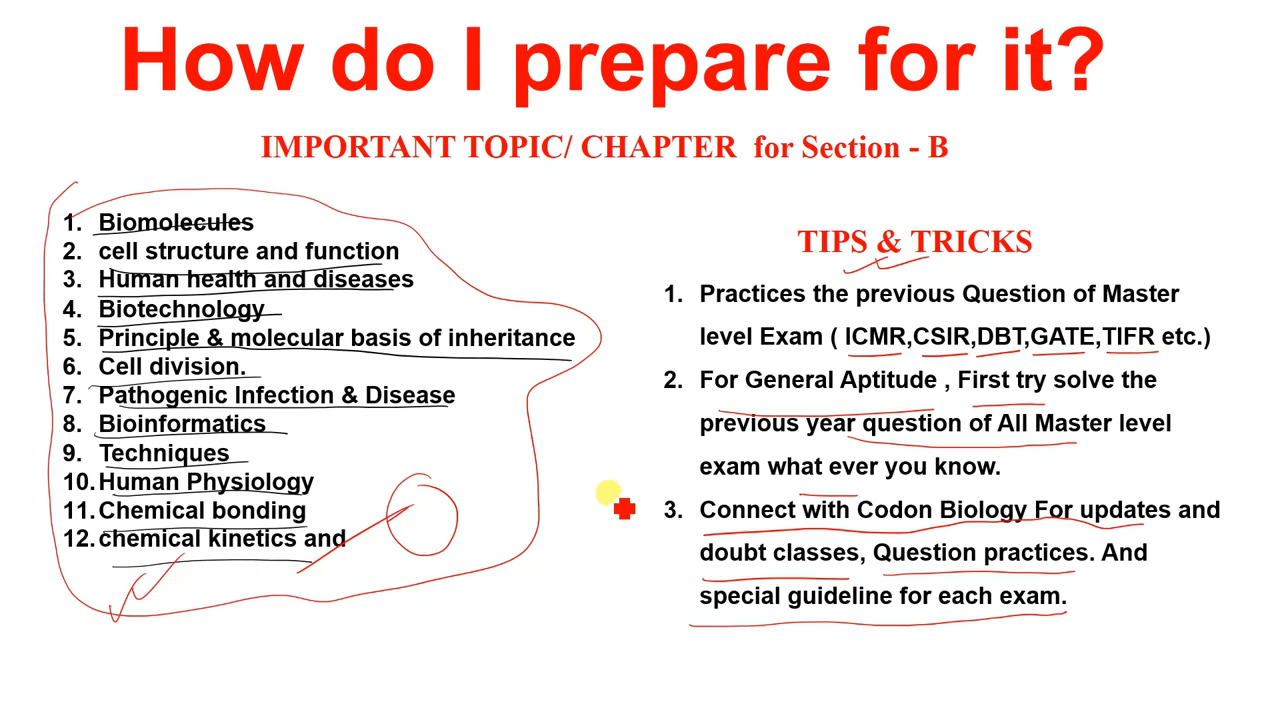 How do I prepare for it?
IMPORTANT TOPIC/ CHAPTER for Section - B
1. Biomolecules
2. cell structure and function
3. Human health and diseases
4. Biotechnology
5. Principle & molecular basis of inheritance
6. Cell division.
7. Pathogenic Infection & Disease
8. Bioinformatics
9. Techniques
10. Human Physiology
11. Chemical bonding
12. chemical kinetics and
TIPS & TRICKS
1. Practices the previous Question of Master
level Exam ( ICMR,CSIR,DBT,GATE,TIFR etc.)
2. For General Aptitude , First try solve the
previous year question of All Master level
exam what ever you know.
3. Connect with Codon Biology For updates and
doubt classes, Question practices. And
special guideline for each exam.